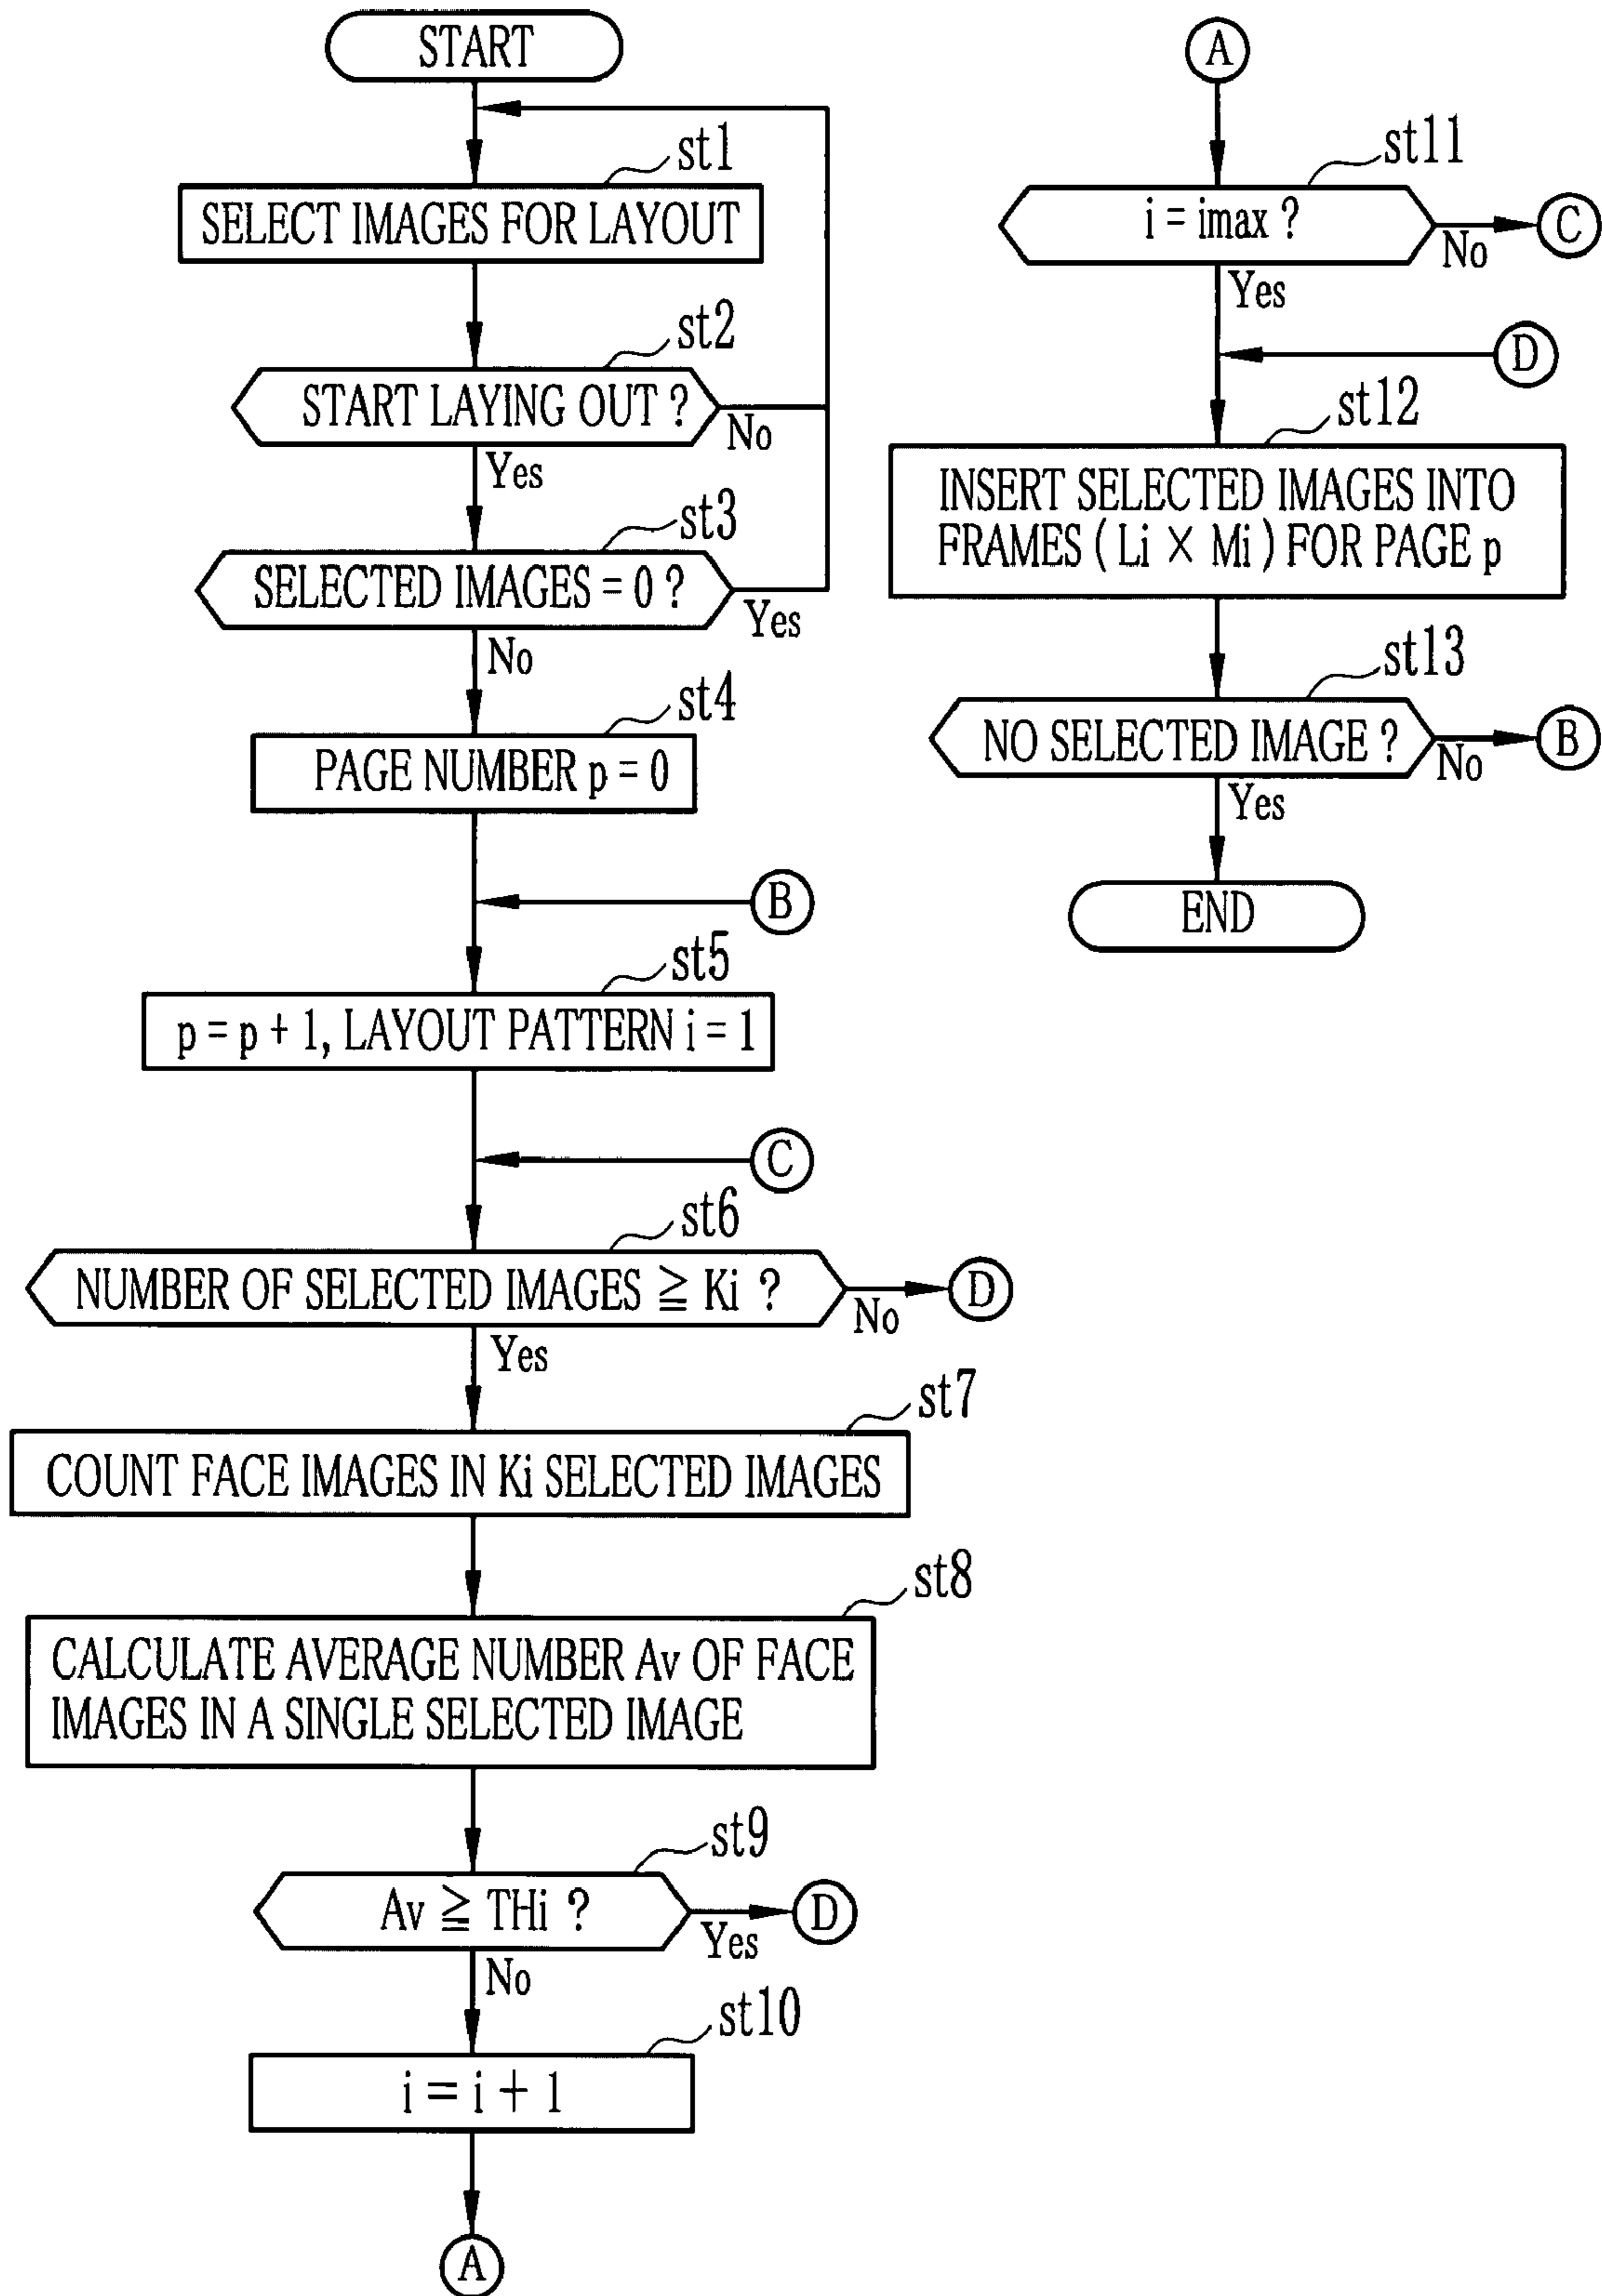 START
st1
SELECT IMAGES FOR LAYOUT
st2
START LAYING OUT ?
No
Yes
st3
SELECTED IMAGES = 0 ?
Yes
No
st4
PAGE NUMBER p = 0
B
st5
p = p + 1, LAYOUT PATTERN i = 1
C
st6
NUMBER OF SELECTED IMAGES ≧ Ki ?
No
D
Yes
st7
COUNT FACE IMAGES IN Ki SELECTED IMAGES
st8
CALCULATE AVERAGE NUMBER Av OF FACE
IMAGES IN A SINGLE SELECTED IMAGE
st9
Av ≧ THi ?
Yes
D
No
st10
i = i + 1
A
A
st11
i = imax ?
No
C
Yes
D
st12
INSERT SELECTED IMAGES INTO
FRAMES ( Li × Mi ) FOR PAGE p
st13
NO SELECTED IMAGE ?
No
B
Yes
END